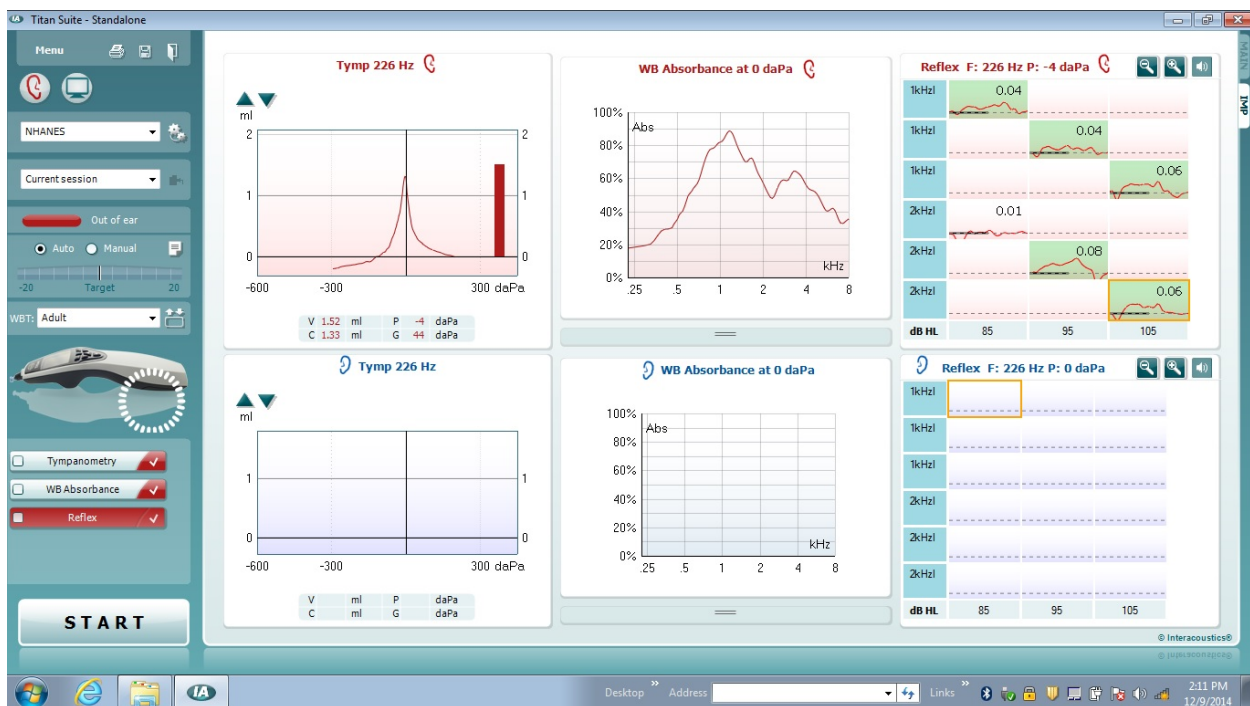 IA Titan Suite - Standalone
Menu
NHANES
Current session
Out of ear
Auto Manual
-20 Target 20
WBT: Adult
Tympanometry
WB Absorbance
Reflex
START
Tymp 226 Hz
ml
2 2
1 1
0 0
-600 -300 300 daPa
V 1.52 ml P -4 daPa
C 1.33 ml G 44 daPa
WB Absorbance at 0 daPa
100% Abs
80%
60%
40%
20%
0% kHz
.25 .5 1 2 4 8
Reflex F: 226 Hz P: -4 daPa
1kHzI 0.04
1kHzI 0.04
1kHzI 0.06
2kHzI 0.01
2kHzI 0.08
2kHzI 0.06
dB HL 85 95 105
MAIN
IMP
Tymp 226 Hz
ml
1 1
0 0
-600 -300 300 daPa
V ml P daPa
C ml G daPa
WB Absorbance at 0 daPa
100% Abs
80%
60%
40%
20%
0% kHz
.25 .5 1 2 4 8
Reflex F: 226 Hz P: 0 daPa
1kHzI
1kHzI
1kHzI
2kHzI
2kHzI
2kHzI
dB HL 85 95 105
© Interacoustics®
IA
Desktop » Address Links »
2:11 PM
12/9/2014